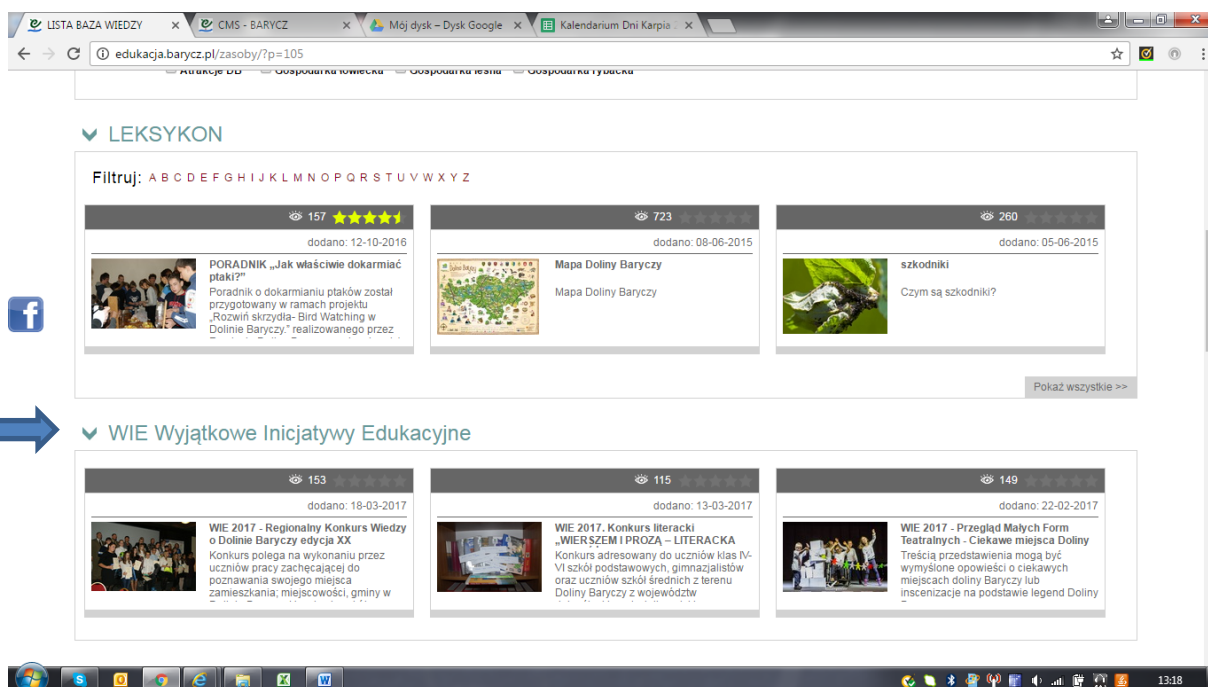 LISTA BAZA WIEDZY
CMS - BARYCZ
Mój dysk – Dysk Google
Kalendarium Dni Karpia
edukacja.barycz.pl/zasoby/?p=105
Atrakcje DB Gospodarka łowiecka Gospodarka leśna Gospodarka rybacka
LEKSYKON
Filtruj: A B C D E F G H I J K L M N O P Q R S T U V W X Y Z
157
dodano: 12-10-2016
PORADNIK „Jak właściwie dokarmiać
ptaki?”
Poradnik o dokarmianiu ptaków został
przygotowany w ramach projektu
„Rozwiń skrzydła- Bird Watching w
Dolinie Baryczy.” realizowanego przez
723
dodano: 08-06-2015
Mapa Doliny Baryczy
Mapa Doliny Baryczy
260
dodano: 05-06-2015
szkodniki
Czym są szkodniki?
Pokaż wszystkie >>
WIE Wyjątkowe Inicjatywy Edukacyjne
153
dodano: 18-03-2017
WIE 2017 - Regionalny Konkurs Wiedzy
o Dolinie Baryczy edycja XX
Konkurs polega na wykonaniu przez
uczniów pracy zachęcającej do
poznawania swojego miejsca
zamieszkania; miejscowości, gminy w
115
dodano: 13-03-2017
WIE 2017. Konkurs literacki
„WIERSZEM I PROZĄ – LITERACKA
Konkurs adresowany do uczniów klas IV-
VI szkół podstawowych, gimnazjalistów
oraz uczniów szkół średnich z terenu
Doliny Baryczy z województw
149
dodano: 22-02-2017
WIE 2017 - Przegląd Małych Form
Teatralnych - Ciekawe miejsca Doliny
Treścią przedstawienia mogą być
wymyślone opowieści o ciekawych
miejscach doliny Baryczy lub
inscenizacje na podstawie legend Doliny
13:18